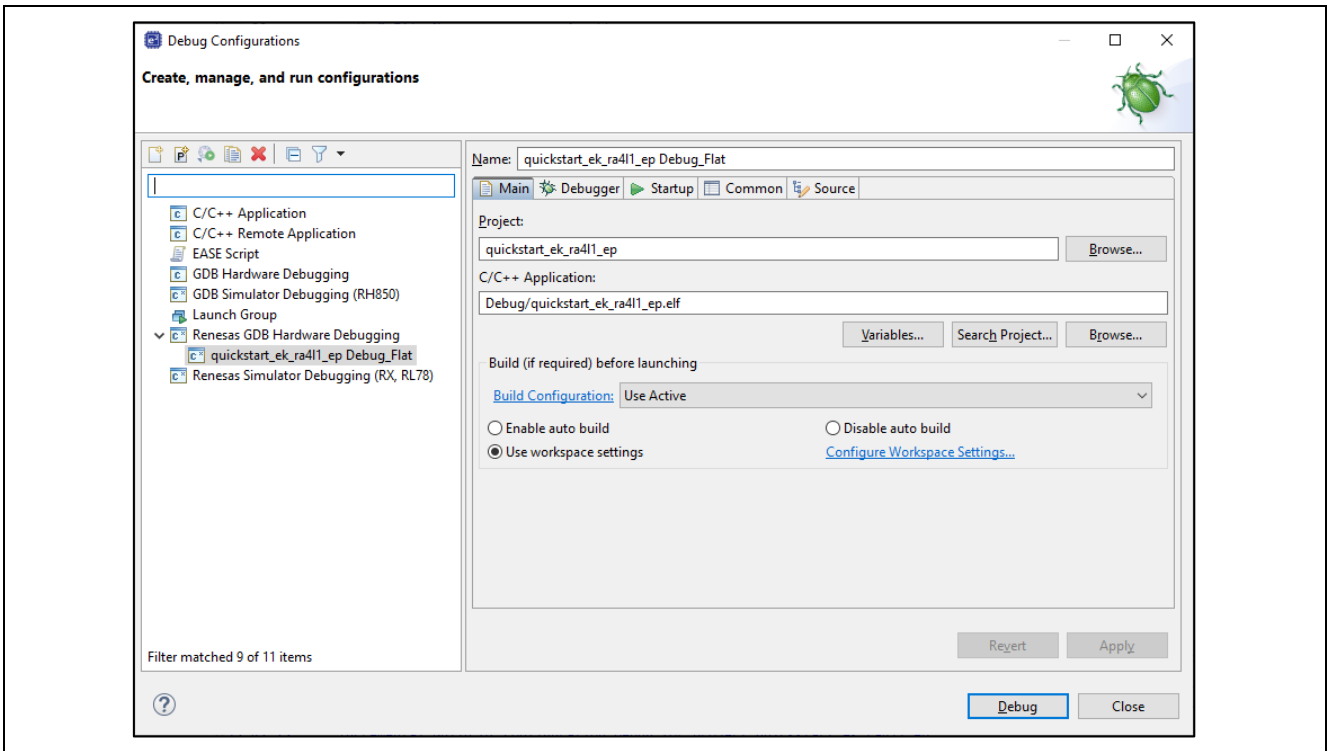 Debug Configurations
Create, manage, and run configurations
C/C++ Application
C/C++ Remote Application
EASE Script
GDB Hardware Debugging
GDB Simulator Debugging (RH850)
Launch Group
Renesas GDB Hardware Debugging
quickstart_ek_ra4l1_ep Debug_Flat
Renesas Simulator Debugging (RX, RL78)
Filter matched 9 of 11 items
Name: quickstart_ek_ra4l1_ep Debug_Flat
Main Debugger Startup Common Source
Project:
quickstart_ek_ra4l1_ep Browse...
C/C++ Application:
Debug/quickstart_ek_ra4l1_ep.elf
Variables... Search Project... Browse...
Build (if required) before launching
Build Configuration: Use Active
Enable auto build Disable auto build
Use workspace settings Configure Workspace Settings...
Revert Apply
Debug Close